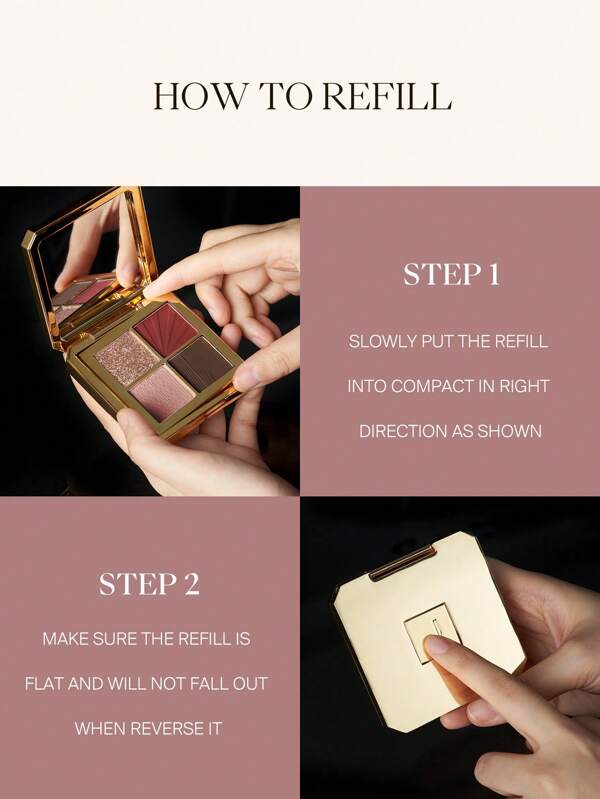 HOW TO REFILL
STEP 1
SLOWLY PUT THE REFILL
INTO COMPACT IN RIGHT
DIRECTION AS SHOWN
STEP 2
MAKE SURE THE REFILL IS
FLAT AND WILL NOT FALL OUT
WHEN REVERSE IT